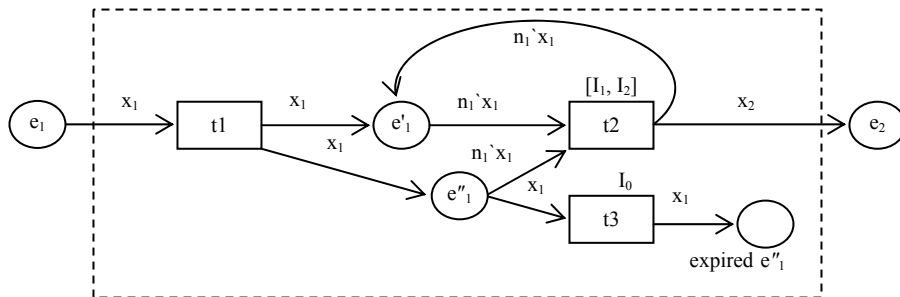 n₁`x₁
[I₁, I₂]
x₁
x₁
n₁`x₁
x₂
e₁
t1
e'₁
t2
e₂
x₁
n₁`x₁
x₁
I₀
x₁
e″₁
t3
expired e″₁